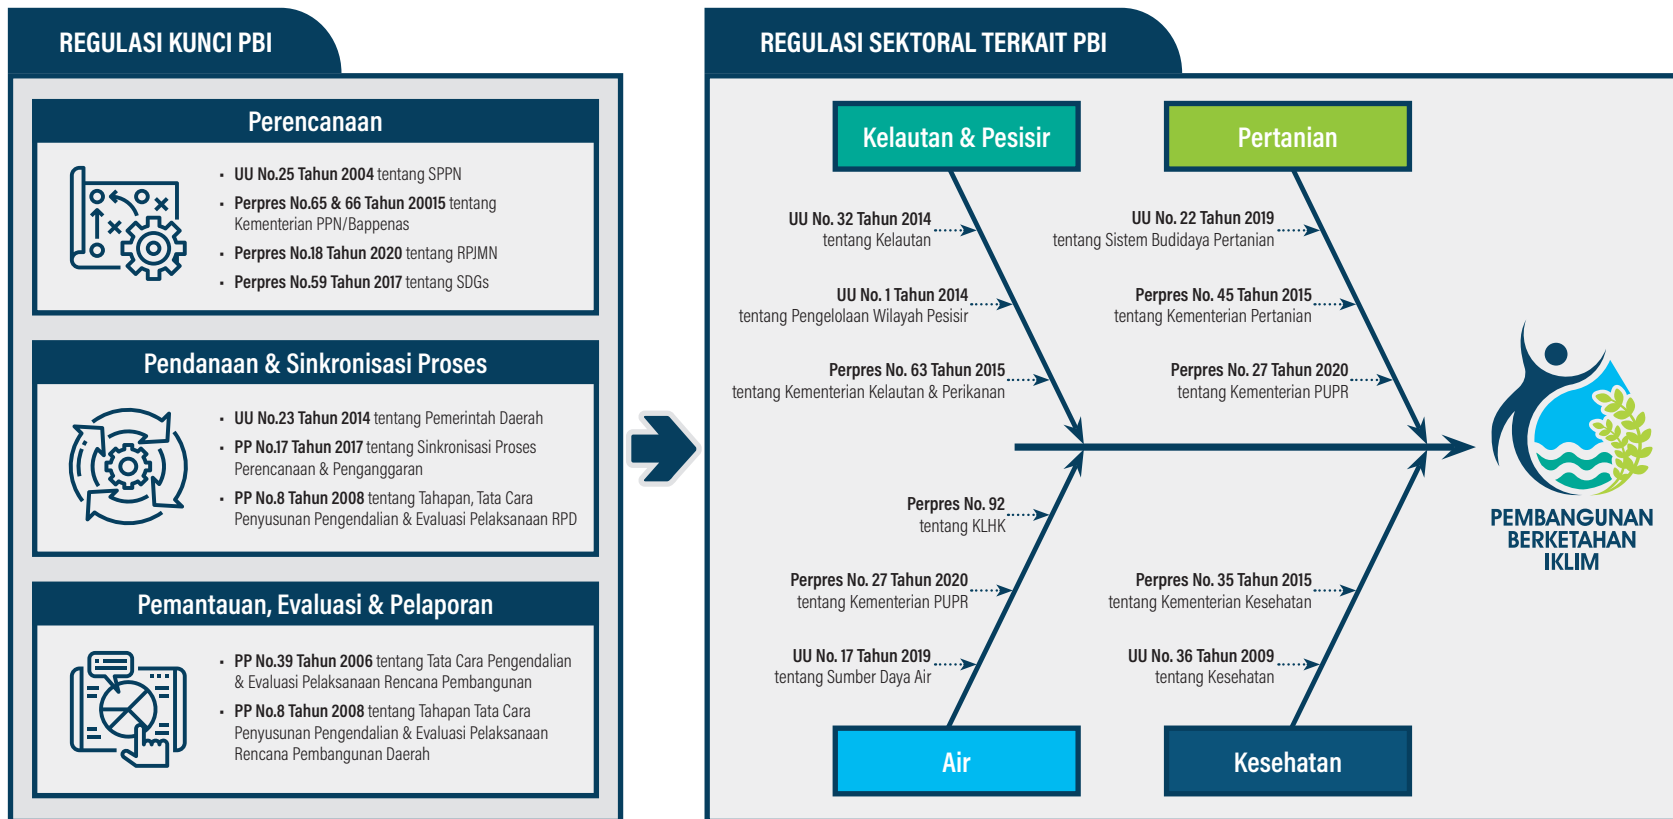 REGULASI KUNCI PBI
Perencanaan
▪ UU No.25 Tahun 2004 tentang SPPN
▪ Perpres No.65 & 66 Tahun 20015 tentang
Kementerian PPN/Bappenas
▪ Perpres No.18 Tahun 2020 tentang RPJMN
▪ Perpres No.59 Tahun 2017 tentang SDGs
Pendanaan & Sinkronisasi Proses
▪ UU No.23 Tahun 2014 tentang Pemerintah Daerah
▪ PP No.17 Tahun 2017 tentang Sinkronisasi Proses
Perencanaan & Penganggaran
▪ PP No.8 Tahun 2008 tentang Tahapan, Tata Cara
Penyusunan Pengendalian & Evaluasi Pelaksanaan RPD
Pemantauan, Evaluasi & Pelaporan
▪ PP No.39 Tahun 2006 tentang Tata Cara Pengendalian
& Evaluasi Pelaksanaan Rencana Pembangunan
▪ PP No.8 Tahun 2008 tentang Tahapan Tata Cara
Penyusunan Pengendalian & Evaluasi Pelaksanaan
Rencana Pembangunan Daerah
REGULASI SEKTORAL TERKAIT PBI
Kelautan & Pesisir
UU No. 32 Tahun 2014
tentang Kelautan
UU No. 1 Tahun 2014
tentang Pengelolaan Wilayah Pesisir
Perpres No. 63 Tahun 2015
tentang Kementerian Kelautan & Perikanan
Pertanian
UU No. 22 Tahun 2019
tentang Sistem Budidaya Pertanian
Perpres No. 45 Tahun 2015
tentang Kementerian Pertanian
Perpres No. 27 Tahun 2020
tentang Kementerian PUPR
Perpres No. 92
tentang KLHK
Perpres No. 27 Tahun 2020
tentang Kementerian PUPR
UU No. 17 Tahun 2019
tentang Sumber Daya Air
Air
Perpres No. 35 Tahun 2015
tentang Kementerian Kesehatan
UU No. 36 Tahun 2009
tentang Kesehatan
Kesehatan
PEMBANGUNAN
BERKETAHAN
IKLIM